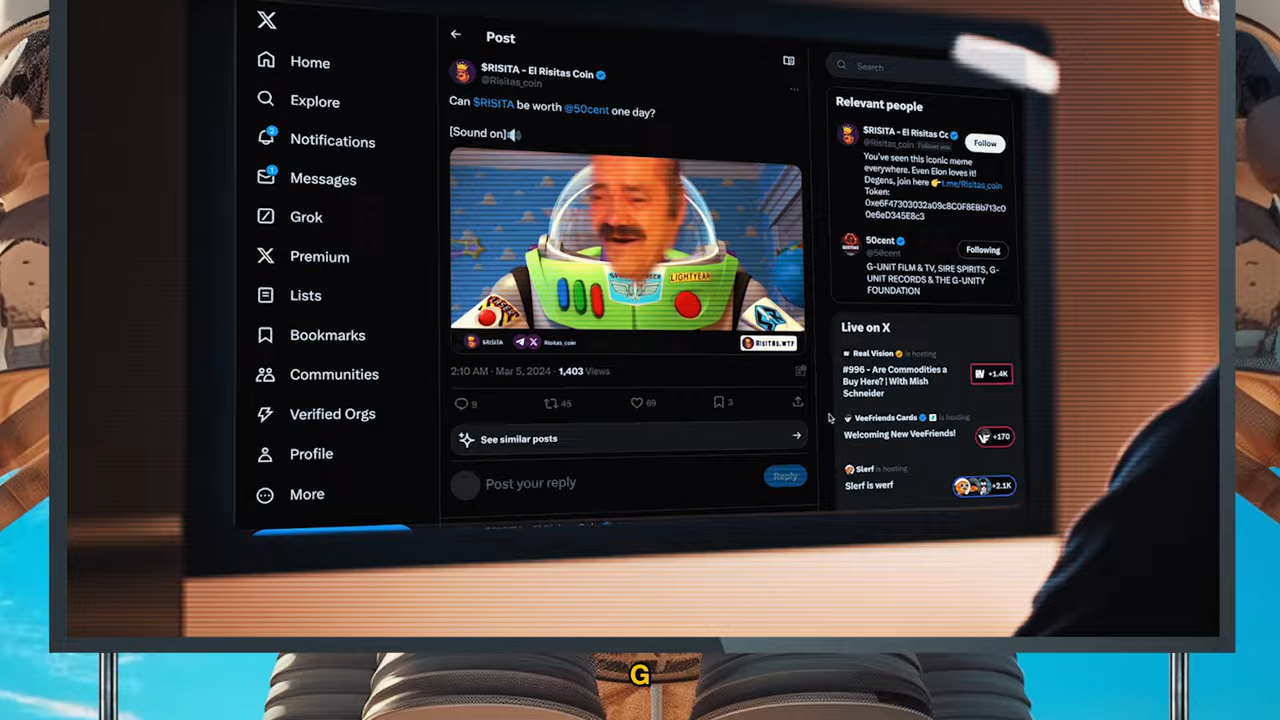 Home
Explore
2
Notifications
1
Messages
Grok
Premium
Lists
Bookmarks
Communities
Verified Orgs
Profile
More
Post
$RISITA - El Risitas Coin
@Risitas_coin
Can $RISITA be worth @50cent one day?
[Sound on]
LIGHTYEAR
$RISITA
Risitas_coin
RISITAS.WTF
2:10 AM · Mar 5, 2024 · 1,403 Views
9
45
69
3
See similar posts
Post your reply
Reply
Search
Relevant people
$RISITA - El Risitas Cc
@Risitas_coin Follows you
Follow
You've seen this iconic meme
everywhere. Even Elon loves it!
Degens, join here t.me/Risitas_coin
Token:
0xe6F47303032a09c8C0F8EBb713c0
0e6eD345E8c3
50cent
@50cent
Following
G-UNIT FILM & TV, SIRE SPIRITS, G-
UNIT RECORDS & THE G-UNITY
FOUNDATION
Live on X
Real Vision is hosting
#996 - Are Commodities a
Buy Here? | With Mish
Schneider
+1.4K
VeeFriends Cards is hosting
Welcoming New VeeFriends!
+170
Slerf is hosting
Slerf is werf
+2.1K
G